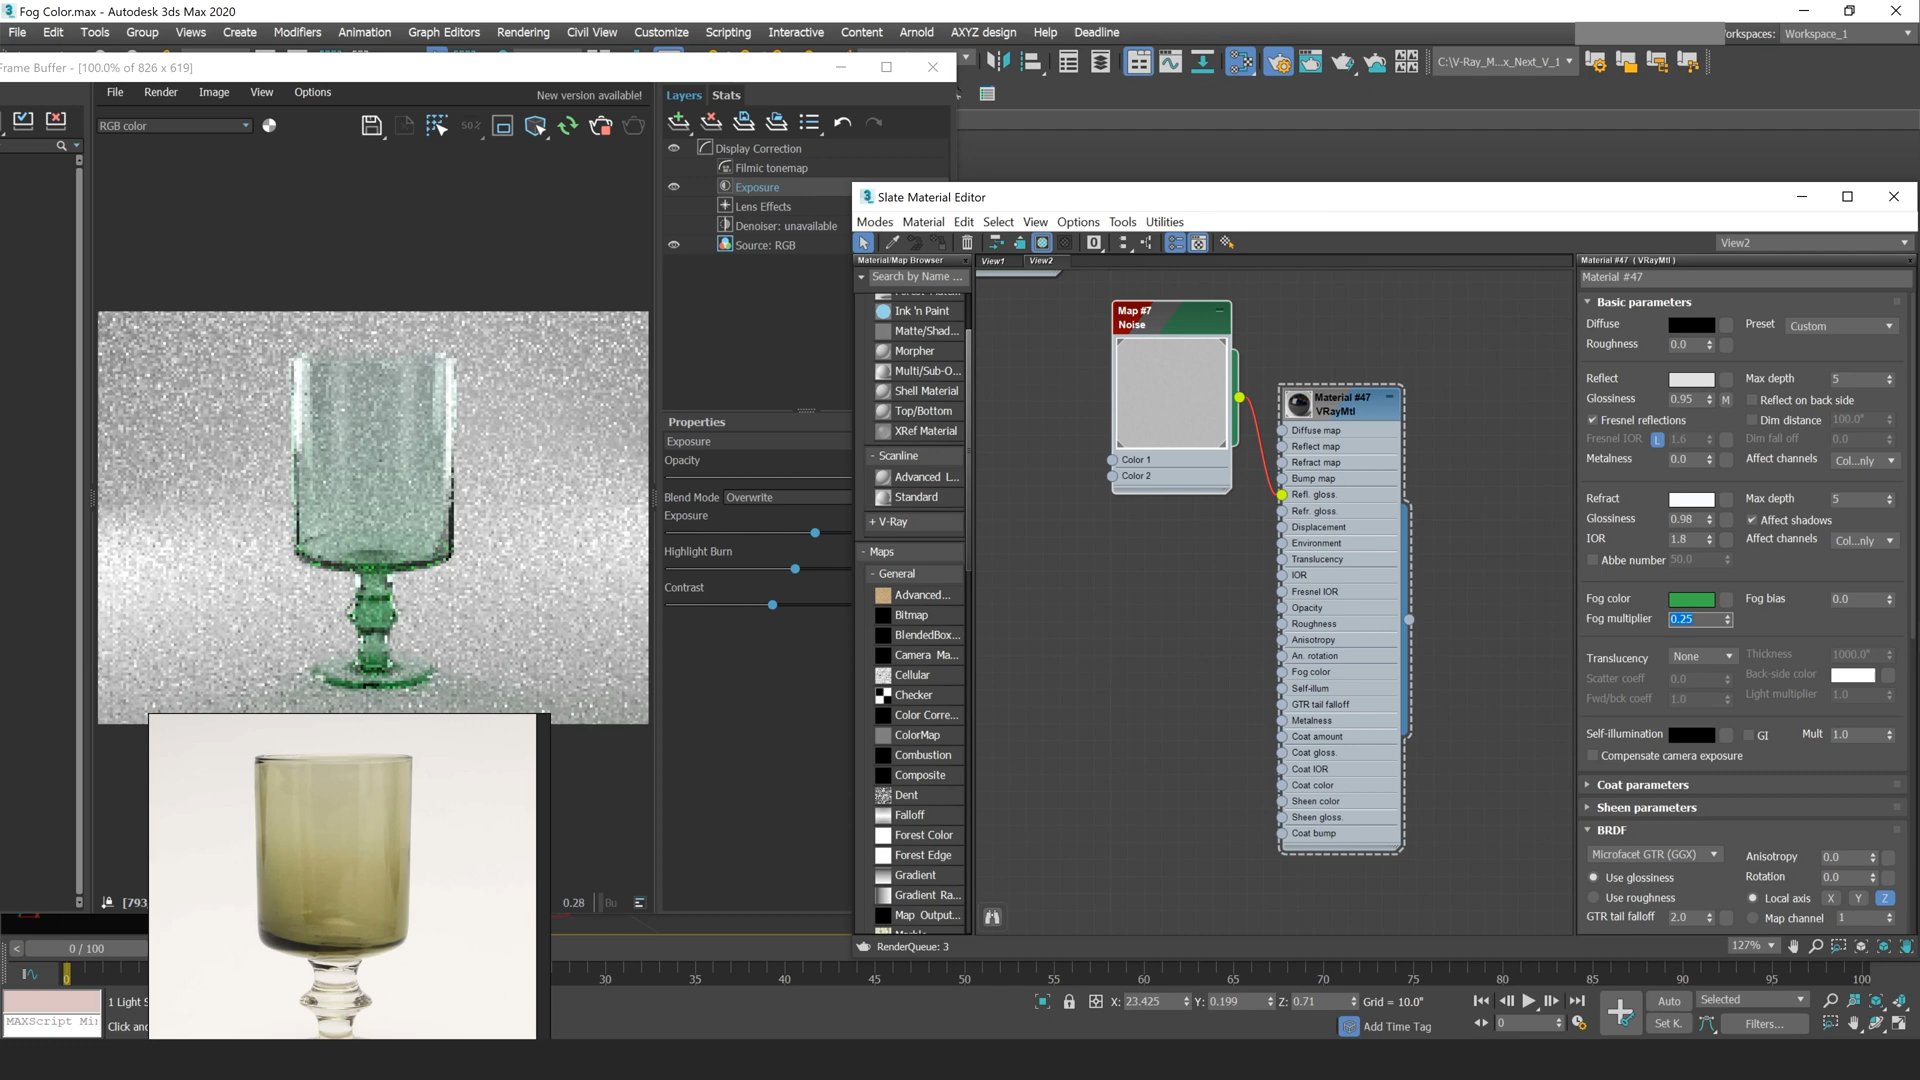 Fog Color.max - Autodesk 3ds Max 2020
File Edit Tools Group Views Create Modifiers Animation Graph Editors Rendering Civil View Customize Scripting Interactive Content Arnold AXYZ design Help Deadline
orkspaces: Workspace_1
Frame Buffer - [100.0% of 826 x 619]
C:\V-Ray_M...x_Next_V_1
File Render Image View Options
New version available!
RGB color
50%
Layers Stats
Display Correction
Filmic tonemap
Exposure
Lens Effects
Denoiser: unavailable
Source: RGB
Properties
Exposure
Opacity
Blend Mode Overwrite
Exposure
Highlight Burn
Contrast
[793,
0.28
Bu
Slate Material Editor
Modes Material Edit Select View Options Tools Utilities
View2
Material/Map Browser
View1 View2
Search by Name ...
Ink 'n Paint
Matte/Shad...
Morpher
Multi/Sub-O...
Shell Material
Top/Bottom
XRef Material
- Scanline
Advanced L...
Standard
+ V-Ray
- Maps
- General
Advanced...
Bitmap
BlendedBox...
Camera Ma...
Cellular
Checker
Color Corre...
ColorMap
Combustion
Composite
Dent
Falloff
Forest Color
Forest Edge
Gradient
Gradient Ra...
Map Output...
Map #7
Noise
Color 1
Color 2
Material #47
VRayMtl
Diffuse map
Reflect map
Refract map
Bump map
Refl. gloss.
Refr. gloss.
Displacement
Environment
Translucency
IOR
Fresnel IOR
Opacity
Roughness
Anisotropy
An. rotation
Fog color
Self-illum
GTR tail falloff
Metalness
Coat amount
Coat gloss.
Coat IOR
Coat color
Sheen color
Sheen gloss.
Coat bump
Material #47 ( VRayMtl )
Material #47
Basic parameters
Diffuse Preset Custom
Roughness 0.0
Reflect Max depth 5
Glossiness 0.95 M Reflect on back side
Fresnel reflections Dim distance 100.0"
Fresnel IOR L 1.6 Dim fall off 0.0
Metalness 0.0 Affect channels Col...nly
Refract Max depth 5
Glossiness 0.98 Affect shadows
IOR 1.8 Affect channels Col...nly
Abbe number 50.0
Fog color Fog bias 0.0
Fog multiplier 0.25
Translucency None Thickness 1000.0"
Scatter coeff 0.0 Back-side color
Fwd/bck coeff 1.0 Light multiplier 1.0
Self-illumination GI Mult 1.0
Compensate camera exposure
Coat parameters
Sheen parameters
BRDF
Microfacet GTR (GGX) Anisotropy 0.0
Use glossiness Rotation 0.0
Use roughness Local axis X Y Z
GTR tail falloff 2.0 Map channel 1
RenderQueue: 3
127%
< 0 / 100
0 30 35 40 45 50 55 60 65 70 75 80 85 90 95 100
1 Light S
X: 23.425 Y: 0.199 Z: 0.71 Grid = 10.0"
Auto Selected
MAXScript Mi
Click and
Add Time Tag
0
Set K. Filters...